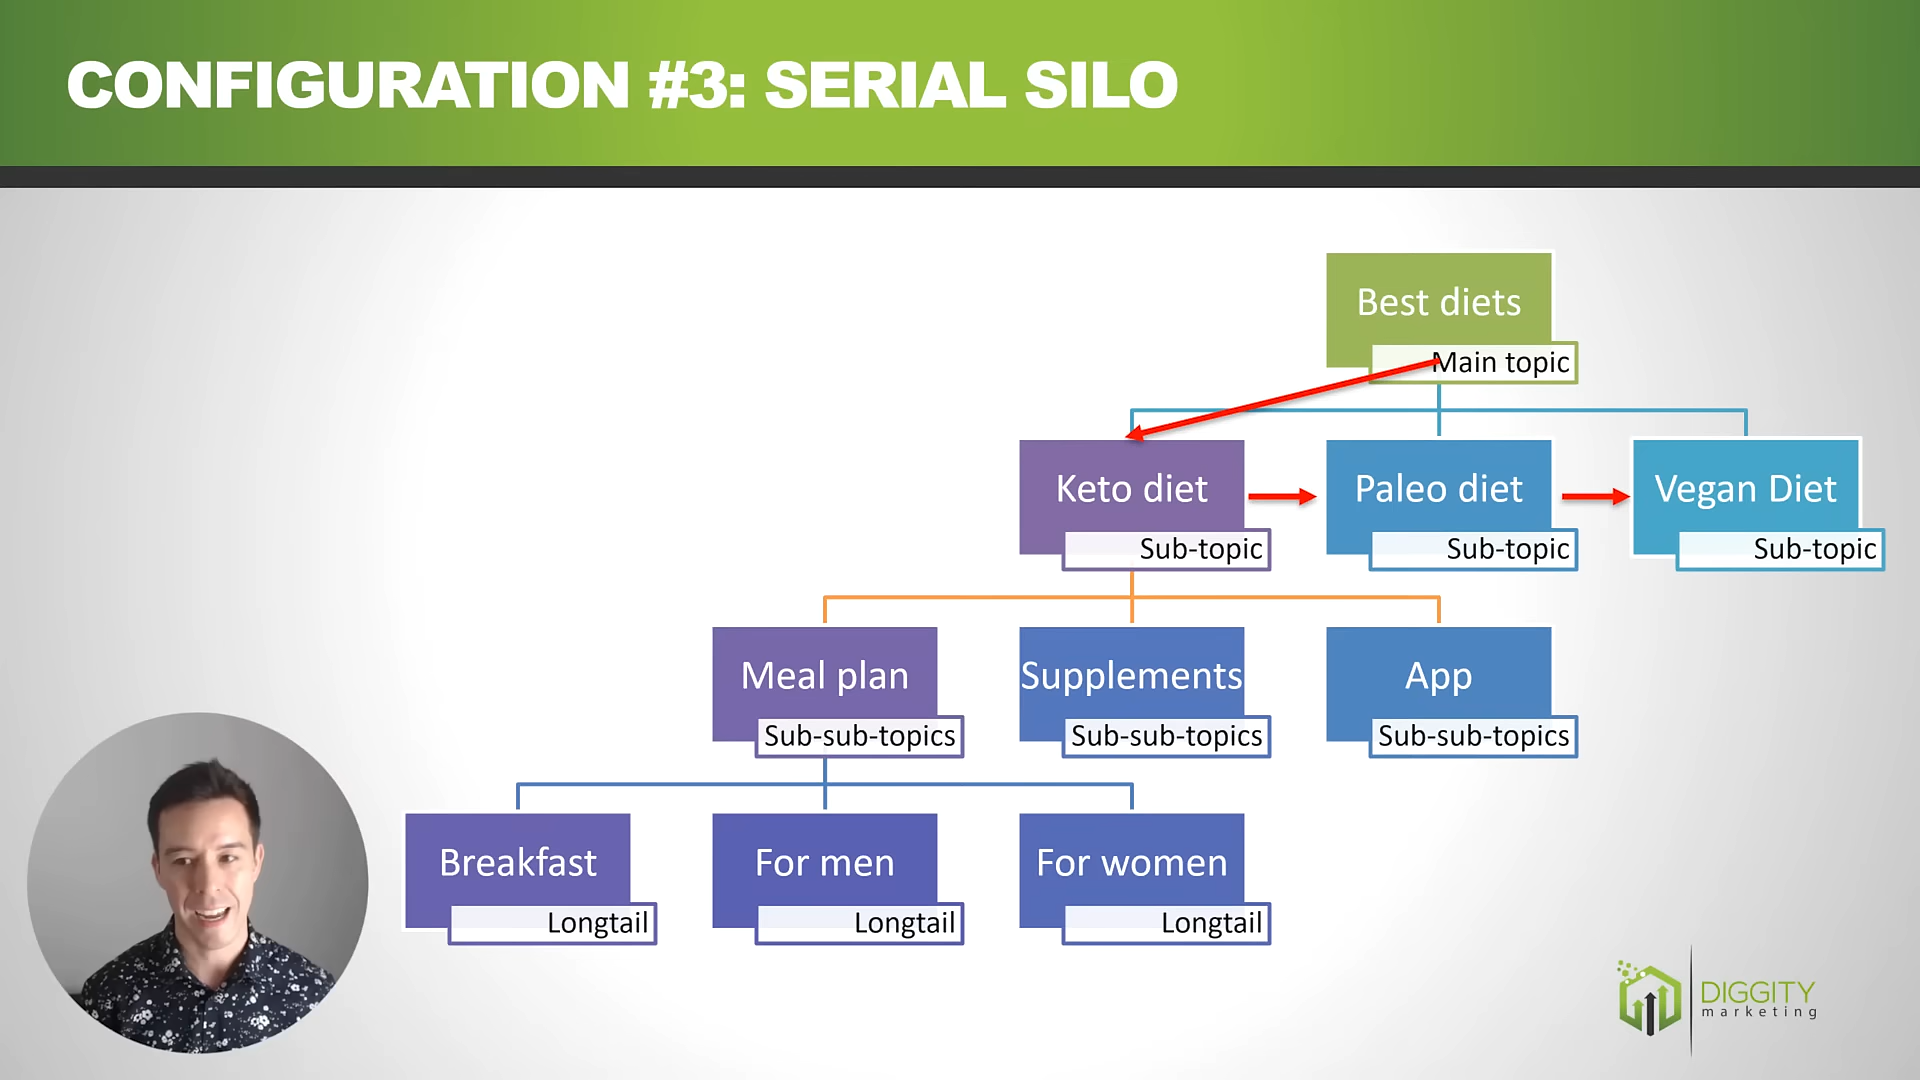 CONFIGURATION #3: SERIAL SILO
Best diets
Main topic
Keto diet
Sub-topic
Paleo diet
Sub-topic
Vegan Diet
Sub-topic
Meal plan
Sub-sub-topics
Supplements
Sub-sub-topics
App
Sub-sub-topics
Breakfast
Longtail
For men
Longtail
For women
Longtail
DIGGITY
marketing